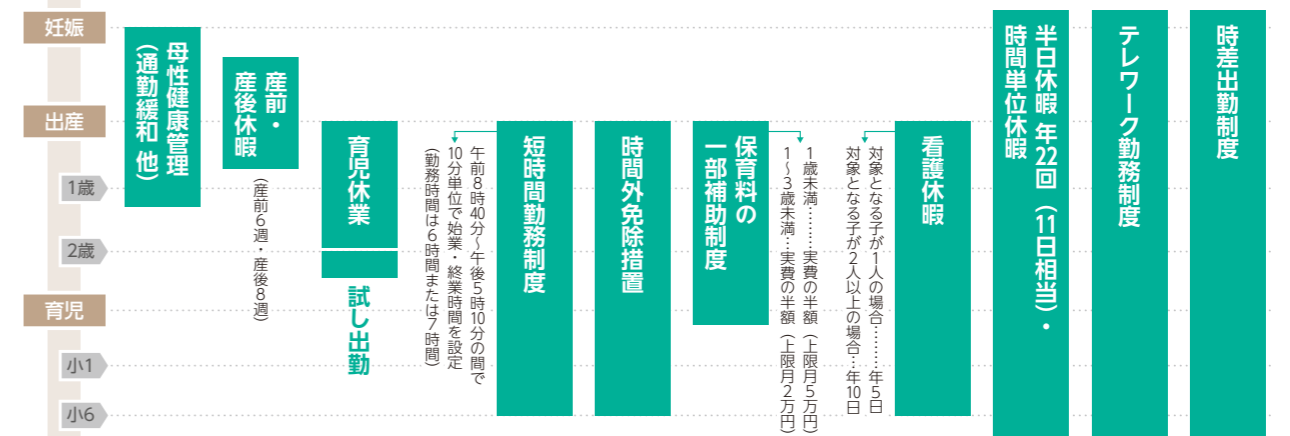 妊娠
出産
1歳
2歳
育児
小1
小6
母性健康管理
（通勤緩和 他）
産前・
産後休暇
（産前６週・産後８週）
育児休業
試し出勤
短時間勤務制度
午前８時40分～午後５時10分の間で
10分単位で始業・終業時間を設定
（勤務時間は６時間または７時間）
時間外免除措置
保育料の
一部補助制度
１歳未満………実費の半額（上限月５万円）
１～３歳未満…実費の半額（上限月２万円）
看護休暇
対象となる子が１人の場合………年５日
対象となる子が２人以上の場合…年10日
半日休暇 年22回（11日相当）・
時間単位休暇
テレワーク勤務制度
時差出勤制度